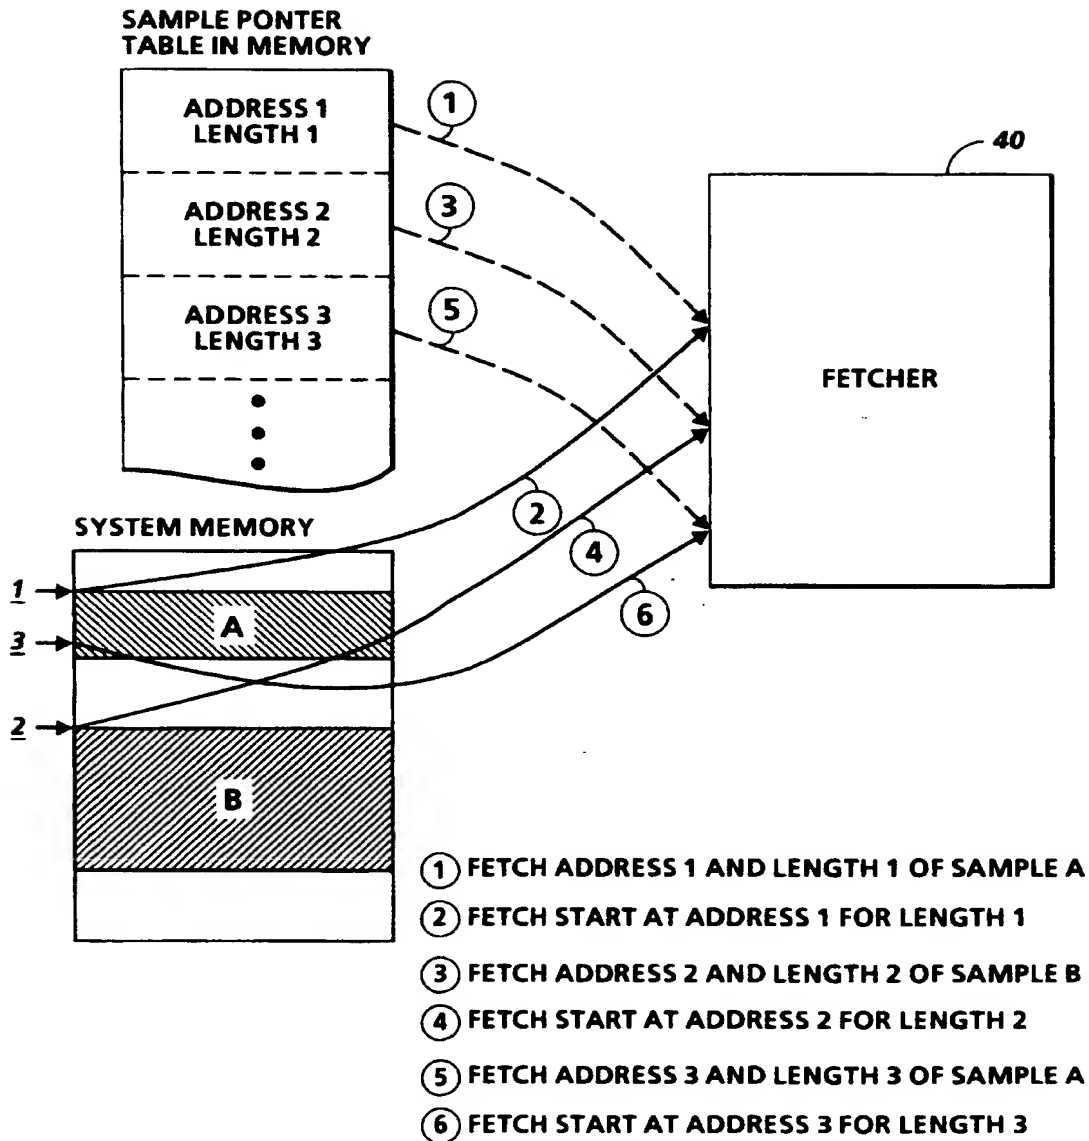 SAMPLE PONTER
TABLE IN MEMORY
ADDRESS 1
LENGTH 1
ADDRESS 2
LENGTH 2
ADDRESS 3
LENGTH 3
1
3
5
40
FETCHER
2
4
6
SYSTEM MEMORY
1
3
2
A
B
1 FETCH ADDRESS 1 AND LENGTH 1 OF SAMPLE A
2 FETCH START AT ADDRESS 1 FOR LENGTH 1
3 FETCH ADDRESS 2 AND LENGTH 2 OF SAMPLE B
4 FETCH START AT ADDRESS 2 FOR LENGTH 2
5 FETCH ADDRESS 3 AND LENGTH 3 OF SAMPLE A
6 FETCH START AT ADDRESS 3 FOR LENGTH 3